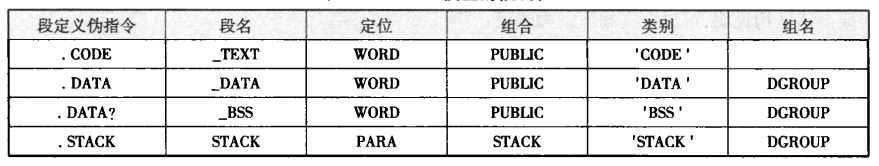 段定义伪指令 段名 定位 组合 类别 组名
.CODE _TEXT WORD PUBLIC 'CODE'
.DATA _DATA WORD PUBLIC 'DATA' DGROUP
.DATA? _BSS WORD PUBLIC 'BSS' DGROUP
.STACK STACK PARA STACK 'STACK' DGROUP